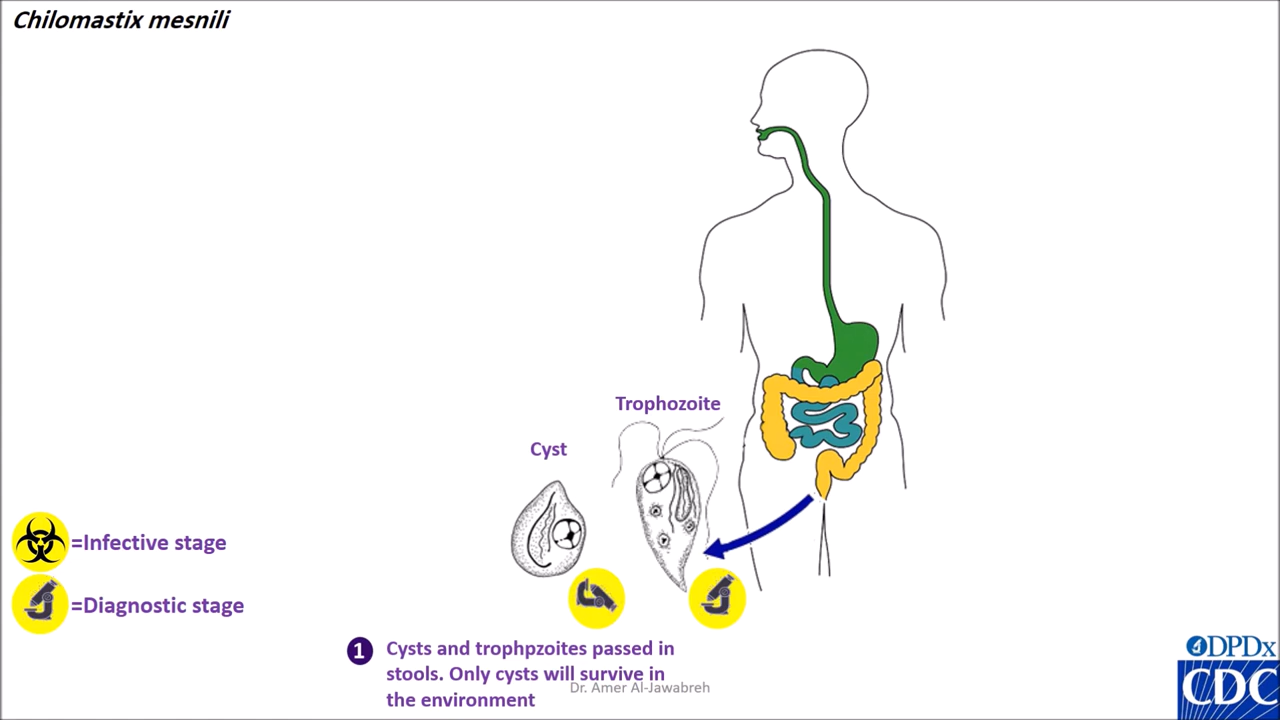 Chilomastix mesnili
Trophozoite
Cyst
=Infective stage
=Diagnostic stage
1 Cysts and trophpzoites passed in
stools. Only cysts will survive in
the environment
Dr. Amer Al-Jawabreh
DPDx
CDC